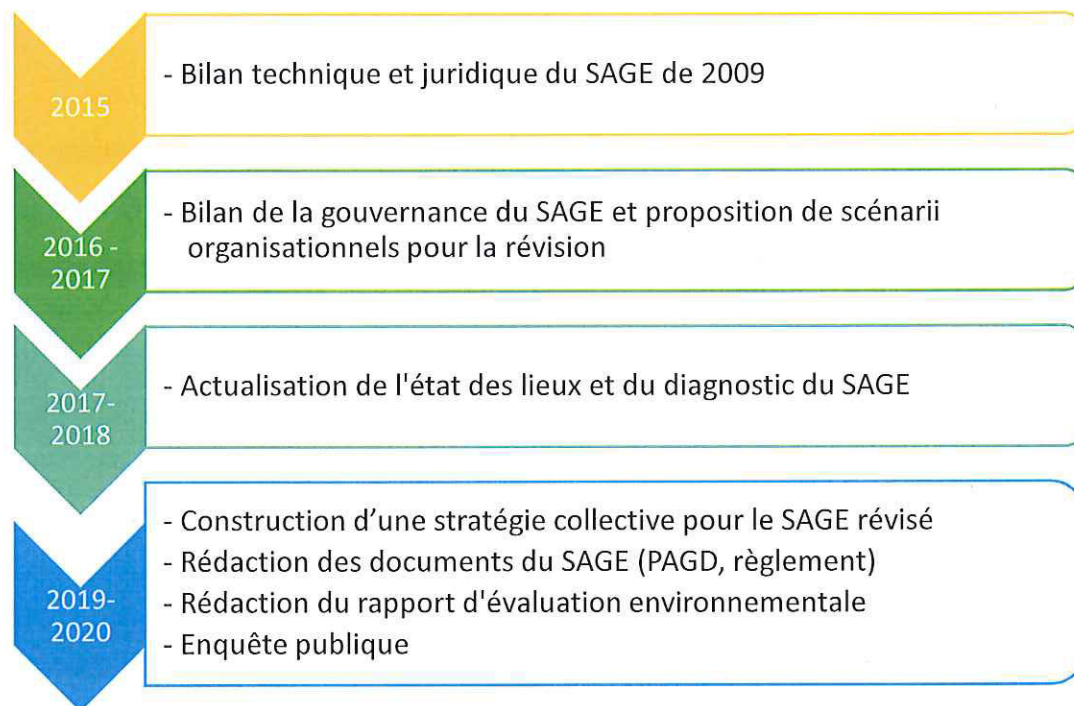 2015
- Bilan technique et juridique du SAGE de 2009
2016 -
2017
- Bilan de la gouvernance du SAGE et proposition de scénarii
organisationnels pour la révision
2017-
2018
- Actualisation de l'état des lieux et du diagnostic du SAGE
2019-
2020
- Construction d’une stratégie collective pour le SAGE révisé
- Rédaction des documents du SAGE (PAGD, règlement)
- Rédaction du rapport d'évaluation environnementale
- Enquête publique